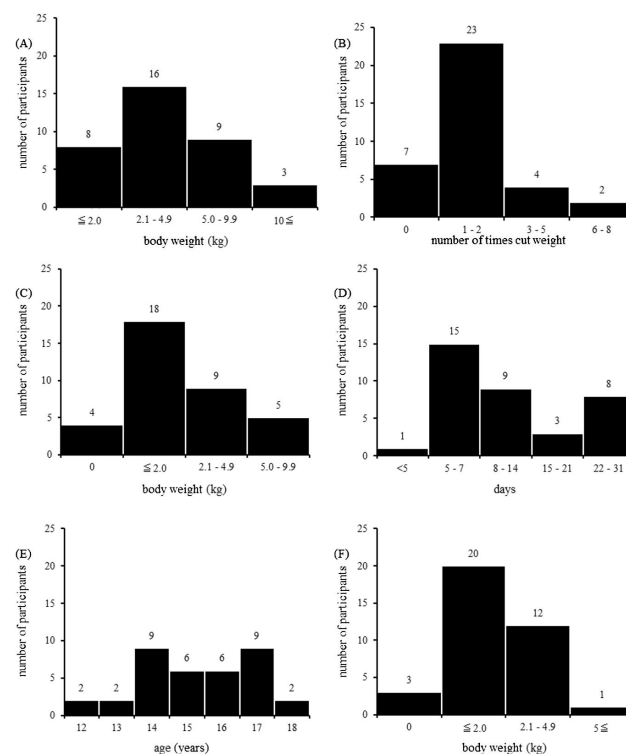 (A)
number of participants
25
20
15
10
5
0
8
16
9
3
≦2.0 2.1 - 4.9 5.0 - 9.9 10≦
body weight (kg)
(B)
number of participants
25
20
15
10
5
0
7
23
4
2
0 1 - 2 3 - 5 6 - 8
number of times cut weight
(C)
number of participants
25
20
15
10
5
0
4
18
9
5
0 ≦2.0 2.1 - 4.9 5.0 - 9.9
body weight (kg)
(D)
number of participants
25
20
15
10
5
0
1
15
9
3
8
<5 5 - 7 8 - 14 15 - 21 22 - 31
days
(E)
number of participants
25
20
15
10
5
0
2
2
9
6
6
9
2
12 13 14 15 16 17 18
age (years)
(F)
number of participants
25
20
15
10
5
0
3
20
12
1
0 ≦2.0 2.1 - 4.9 5≦
body weight (kg)